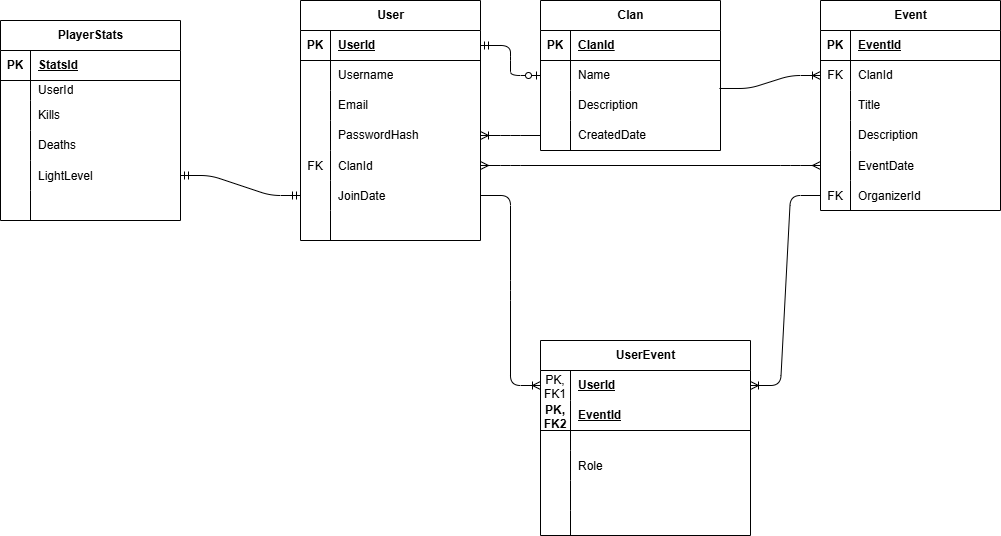 PlayerStats
PK StatsId
UserId
Kills
Deaths
LightLevel
User
PK UserId
Username
Email
PasswordHash
FK ClanId
JoinDate
Clan
PK ClanId
Name
Description
CreatedDate
Event
PK EventId
FK ClanId
Title
Description
EventDate
FK OrganizerId
UserEvent
PK,
FK1 UserId
PK,
FK2 EventId
Role